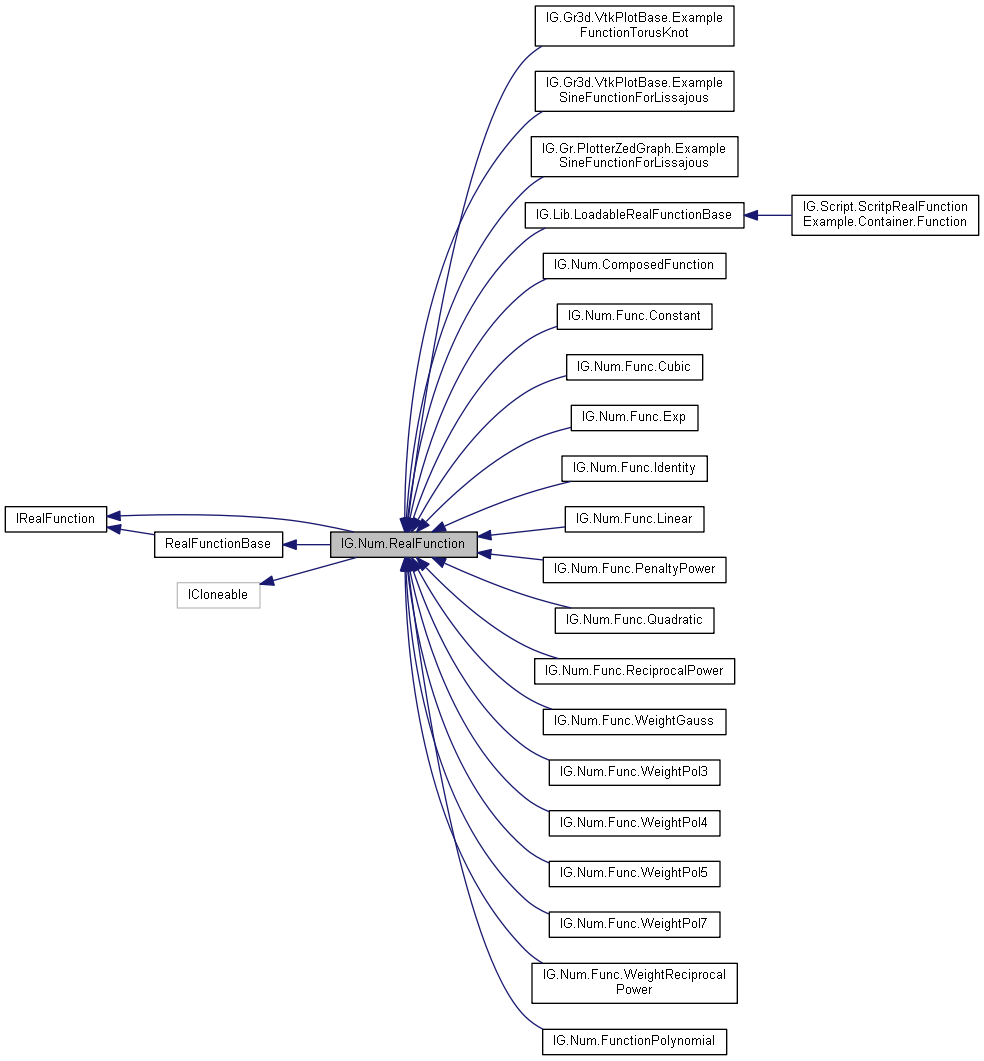 IG.Gr3d.VtkPlotBase.Example
FunctionTorusKnot
IG.Gr3d.VtkPlotBase.Example
SineFunctionForLissajous
IG.Gr.PlotterZedGraph.Example
SineFunctionForLissajous
IG.Lib.LoadableRealFunctionBase
IG.Script.ScritpRealFunction
Example.Container.Function
IG.Num.ComposedFunction
IG.Num.Func.Constant
IG.Num.Func.Cubic
IG.Num.Func.Exp
IG.Num.Func.Identity
IRealFunction
IG.Num.Func.Linear
RealFunctionBase
IG.Num.RealFunction
IG.Num.Func.PenaltyPower
ICloneable
IG.Num.Func.Quadratic
IG.Num.Func.ReciprocalPower
IG.Num.Func.WeightGauss
IG.Num.Func.WeightPol3
IG.Num.Func.WeightPol4
IG.Num.Func.WeightPol5
IG.Num.Func.WeightPol7
IG.Num.Func.WeightReciprocal
Power
IG.Num.FunctionPolynomial